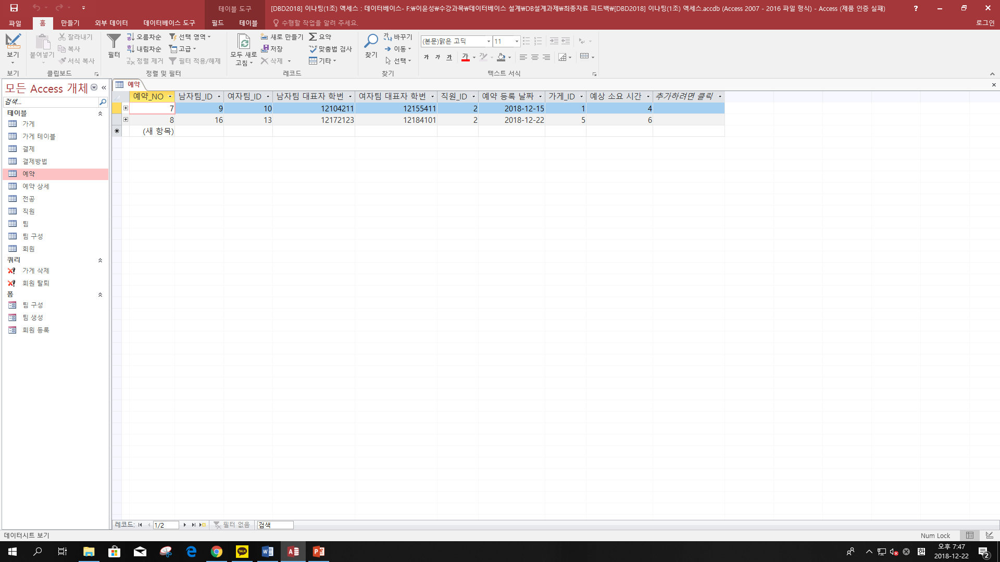 테이블 도구
[DBD2018] 이나팅(1조) 액세스 : 데이터베이스- F:₩이윤성₩수강과목₩데이터베이스 설계₩DB설계과제₩최종자료 피드백₩[DBD2018] 이나팅(1조) 액세스.accdb (Access 2007 - 2016 파일 형식) - Access (제품 인증 실패)
?
파일 홈 만들기 외부 데이터 데이터베이스 도구 필드 테이블 수행할 작업을 알려 주세요. 로그인
잘라내기 오름차순 선택 영역 새로 만들기 요약 바꾸기
(본문)맑은 고딕 11
복사 내림차순 고급 저장 맞춤법 검사 이동
보기 붙여넣기 필터 모두 새로 찾기
서식 복사 정렬 제거 필터 적용/해제 고침 삭제 기타 선택
가 가 가 가
보기 클립보드 정렬 및 필터 레코드 찾기 텍스트 서식
모든 Access 개체
예약
검색...
예약_NO 남자팀_ID 여자팀_ID 남자팀 대표자 학번 여자팀 대표자 학번 직원_ID 예약 등록 날짜 가게_ID 예상 소요 시간 추가하려면 클릭
7 9 10 12104211 12155411 2 2018-12-15 1 4
8 16 13 12172123 12184101 2 2018-12-22 5 6
(새 항목)
테이블
가게
가게 테이블
결제
결제방법
예약
예약 상세
전공
직원
팀
팀 구성
회원
쿼리
가게 삭제
회원 탈퇴
폼
팀 구성
팀 생성
회원 등록
레코드: 1/2 필터 없음 검색
데이터시트 보기 Num Lock
TALK
한
오후 7:47
2018-12-22
2